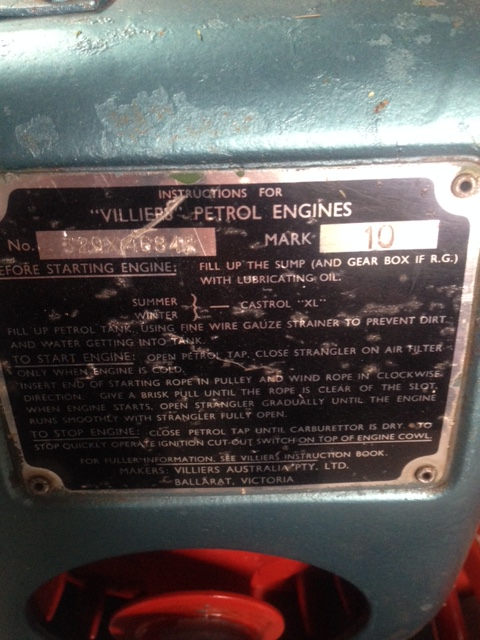 INSTRUCTIONS FOR
"VILLIERS" PETROL ENGINES
No. MARK 10
BEFORE STARTING ENGINE: FILL UP THE SUMP (AND GEAR BOX IF R.G.)
WITH LUBRICATING OIL.
SUMMER
WINTER } — CASTROL "XL"
FILL UP PETROL TANK, USING FINE WIRE GAUZE STRAINER TO PREVENT DIRT
AND WATER GETTING INTO TANK.
TO START ENGINE: OPEN PETROL TAP, CLOSE STRANGLER ON AIR FILTER
ONLY WHEN ENGINE IS COLD.
INSERT END OF STARTING ROPE IN PULLEY AND WIND ROPE IN CLOCKWISE
DIRECTION. GIVE A BRISK PULL UNTIL THE ROPE IS CLEAR OF THE SLOT.
WHEN ENGINE STARTS, OPEN STRANGLER GRADUALLY UNTIL THE ENGINE
RUNS SMOOTHLY WITH STRANGLER FULLY OPEN.
TO STOP ENGINE: CLOSE PETROL TAP UNTIL CARBURETTOR IS DRY. TO
STOP QUICKLY OPERATE IGNITION CUT-OUT SWITCH ON TOP OF ENGINE COWL.
FOR FULLER INFORMATION, SEE VILLIERS INSTRUCTION BOOK.
MAKERS: VILLIERS AUSTRALIA PTY. LTD.
BALLARAT, VICTORIA